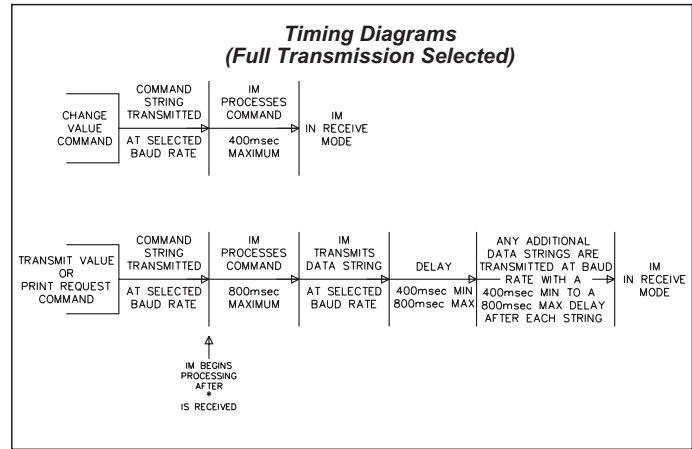 Timing Diagrams
(Full Transmission Selected)
CHANGE
VALUE
COMMAND
COMMAND
STRING
TRANSMITTED
AT SELECTED
BAUD RATE
IM
PROCESSES
COMMAND
400msec
MAXIMUM
IM
IN RECEIVE
MODE
TRANSMIT VALUE
OR
PRINT REQUEST
COMMAND
COMMAND
STRING
TRANSMITTED
AT SELECTED
BAUD RATE
IM
PROCESSES
COMMAND
800msec
MAXIMUM
IM
TRANSMITS
DATA STRING
AT SELECTED
BAUD RATE
DELAY
400msec MIN
800msec MAX
ANY ADDITIONAL
DATA STRINGS ARE
TRANSMITTED AT BAUD
RATE WITH A
400msec MIN TO A
800msec MAX DELAY
AFTER EACH STRING
IM
IN RECEIVE
MODE
IM BEGINS
PROCESSING
AFTER
*
IS RECEIVED